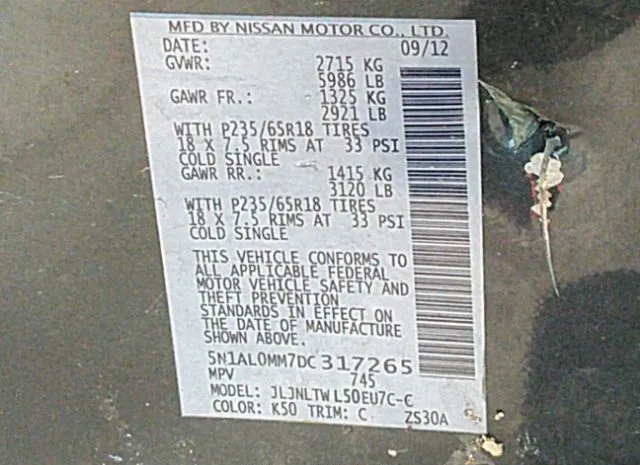 MFD BY NISSAN MOTOR CO., LTD.
DATE: 09/12
GVWR: 2715 KG
5986 LB
GAWR FR.: 1325 KG
2921 LB
WITH P235/65R18 TIRES
18 X 7.5 RIMS AT 33 PSI
COLD SINGLE
GAWR RR.: 1415 KG
3120 LB
WITH P235/65R18 TIRES
18 X 7.5 RIMS AT 33 PSI
COLD SINGLE
THIS VEHICLE CONFORMS TO
ALL APPLICABLE FEDERAL
MOTOR VEHICLE SAFETY AND
THEFT PREVENTION
STANDARDS IN EFFECT ON
THE DATE OF MANUFACTURE
SHOWN ABOVE.
5N1AL0MM7DC317265
MPV 745
MODEL: JLJNLTWL50EU7C-C
COLOR: K50 TRIM: C ZS30A